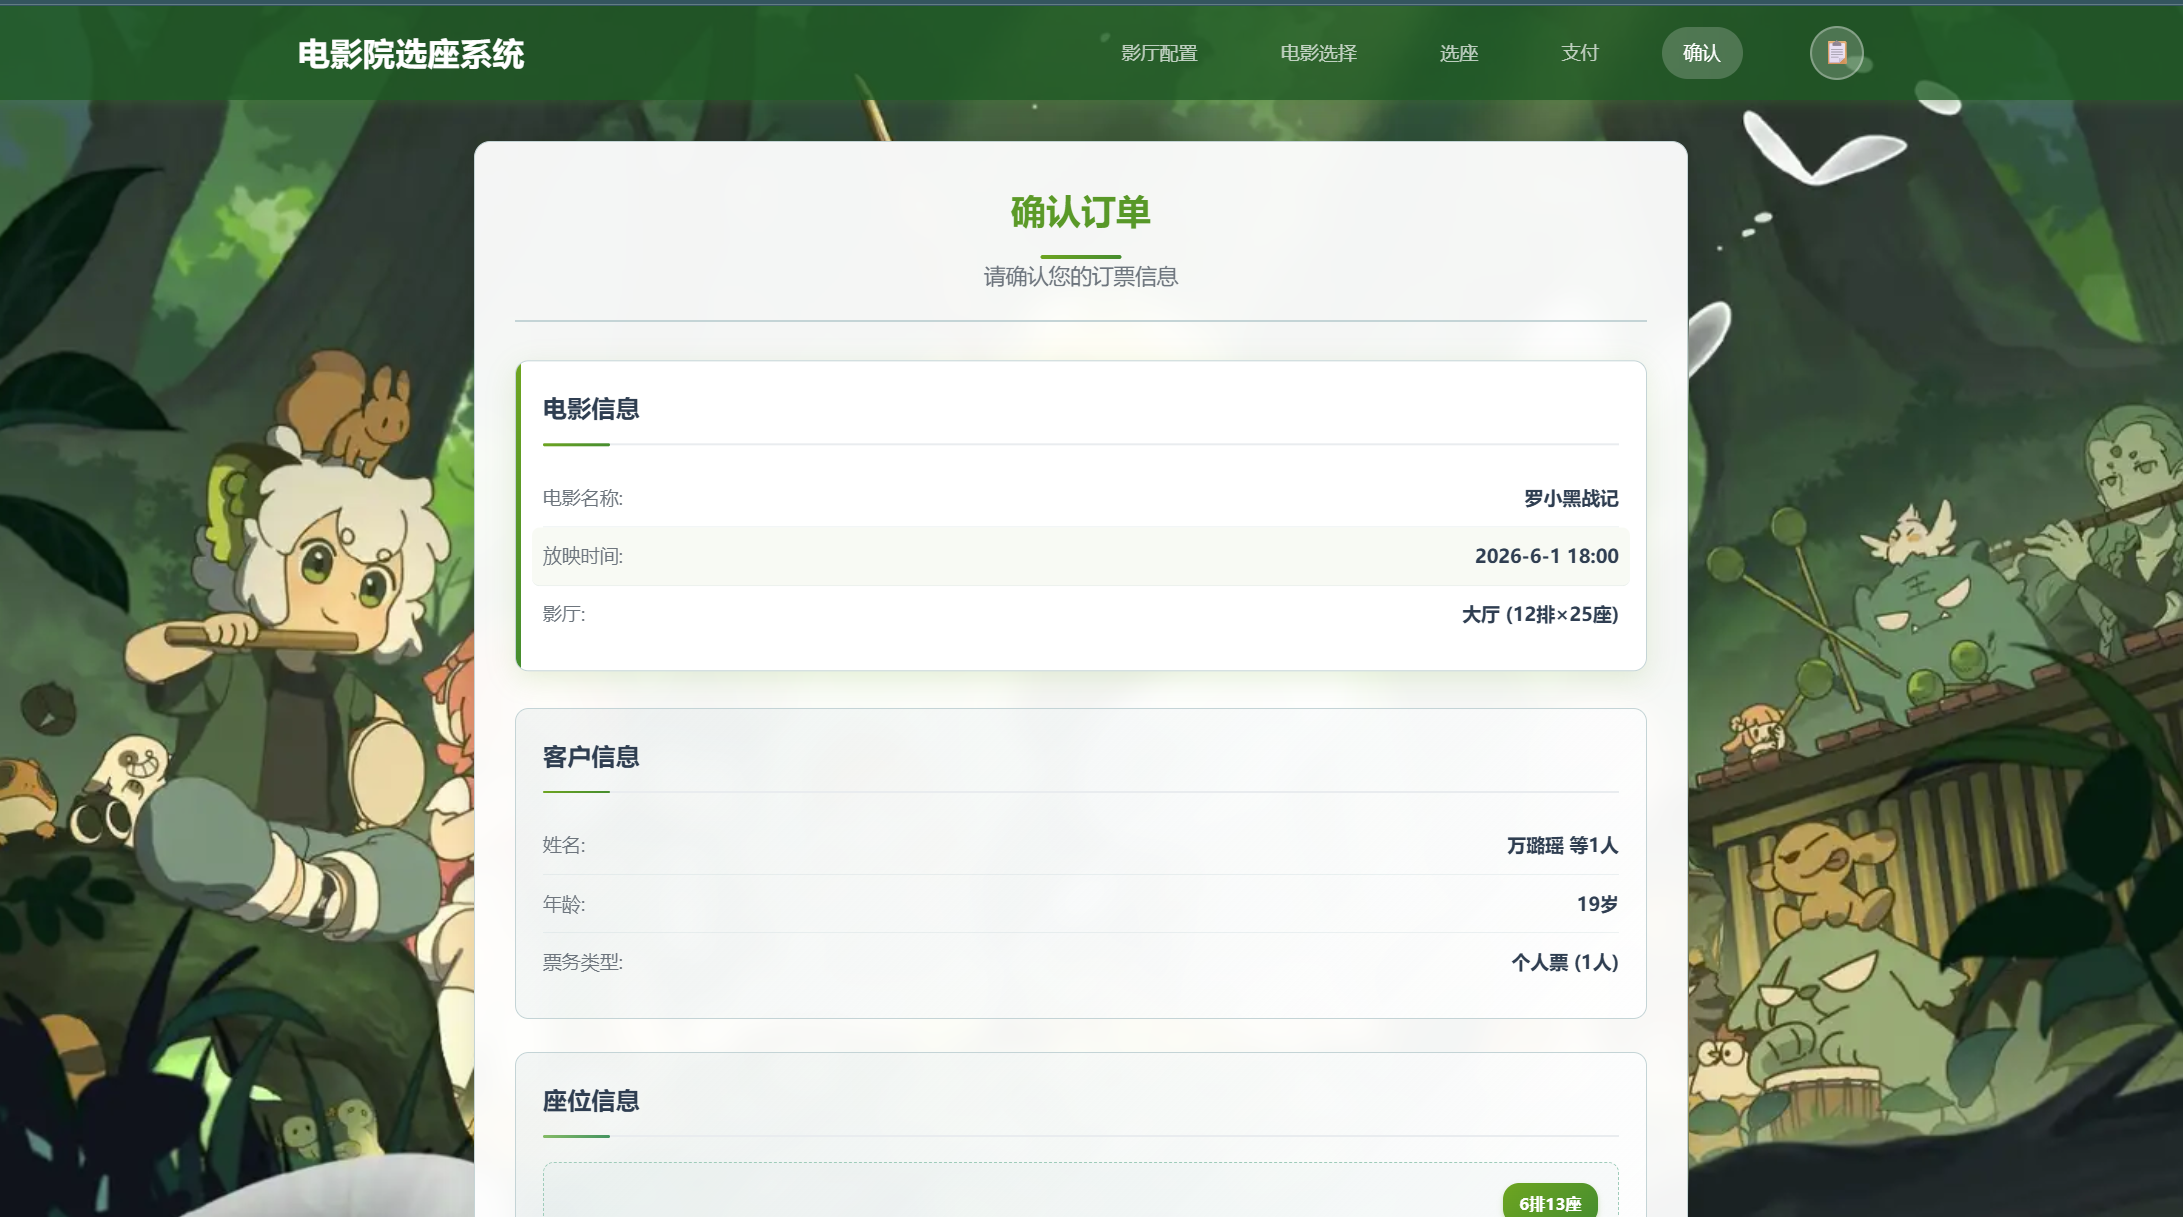 电影院选座系统
影厅配置
电影选择
选座
支付
确认
确认订单
请确认您的订票信息
电影信息
电影名称:
罗小黑战记
放映时间:
2026-6-1 18:00
影厅:
大厅 (12排×25座)
客户信息
姓名:
万璐瑶 等1人
年龄:
19岁
票务类型:
个人票 (1人)
座位信息
6排13座